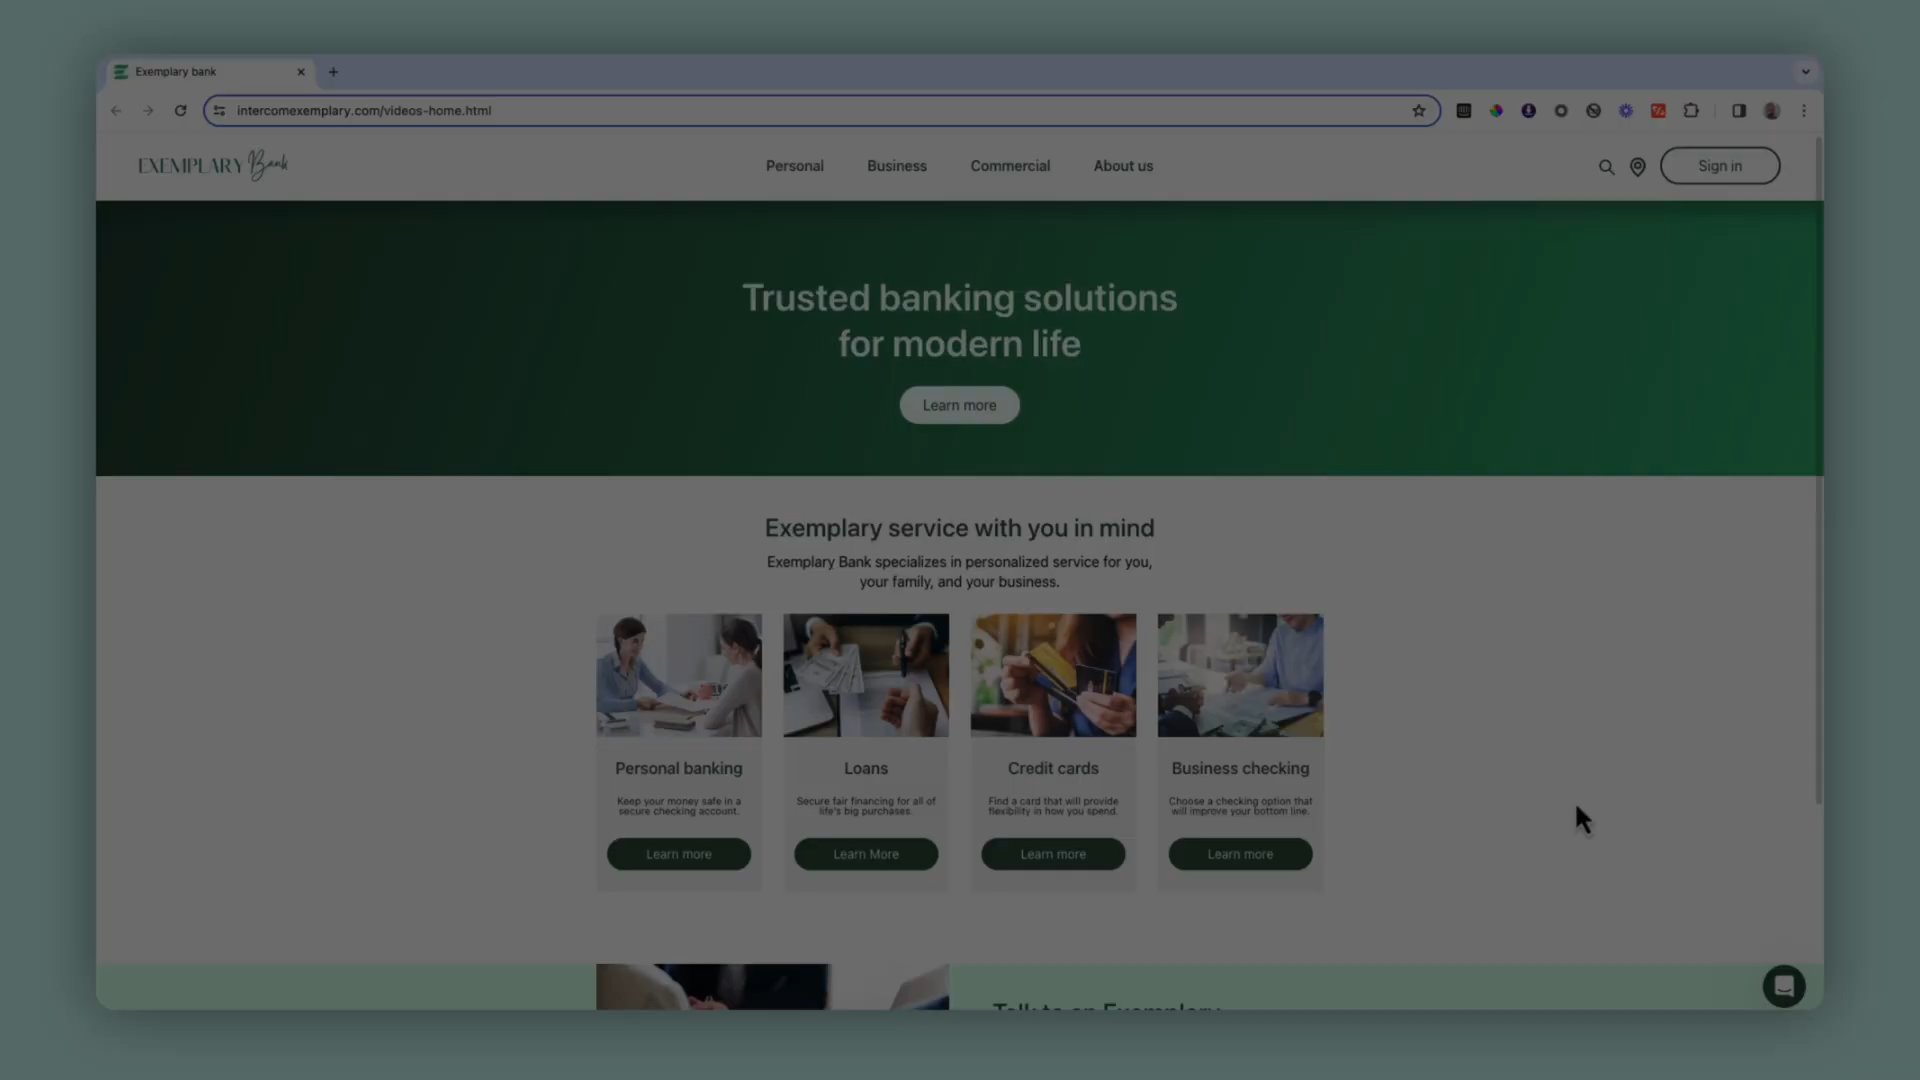 Exemplary bank
intercomexemplary.com/videos-home.html
EXEMPLARY Bank
Personal
Business
Commercial
About us
Sign in
Trusted banking solutions
for modern life
Learn more
Exemplary service with you in mind
Exemplary Bank specializes in personalized service for you,
your family, and your business.
Personal banking
Keep your money safe in a
secure checking account.
Learn more
Loans
Secure fair financing for all of
life's big purchases.
Learn More
Credit cards
Find a card that will provide
flexibility in how you spend.
Learn more
Business checking
Choose a checking option that
will improve your bottom line.
Learn more
Talk to an Exemplary